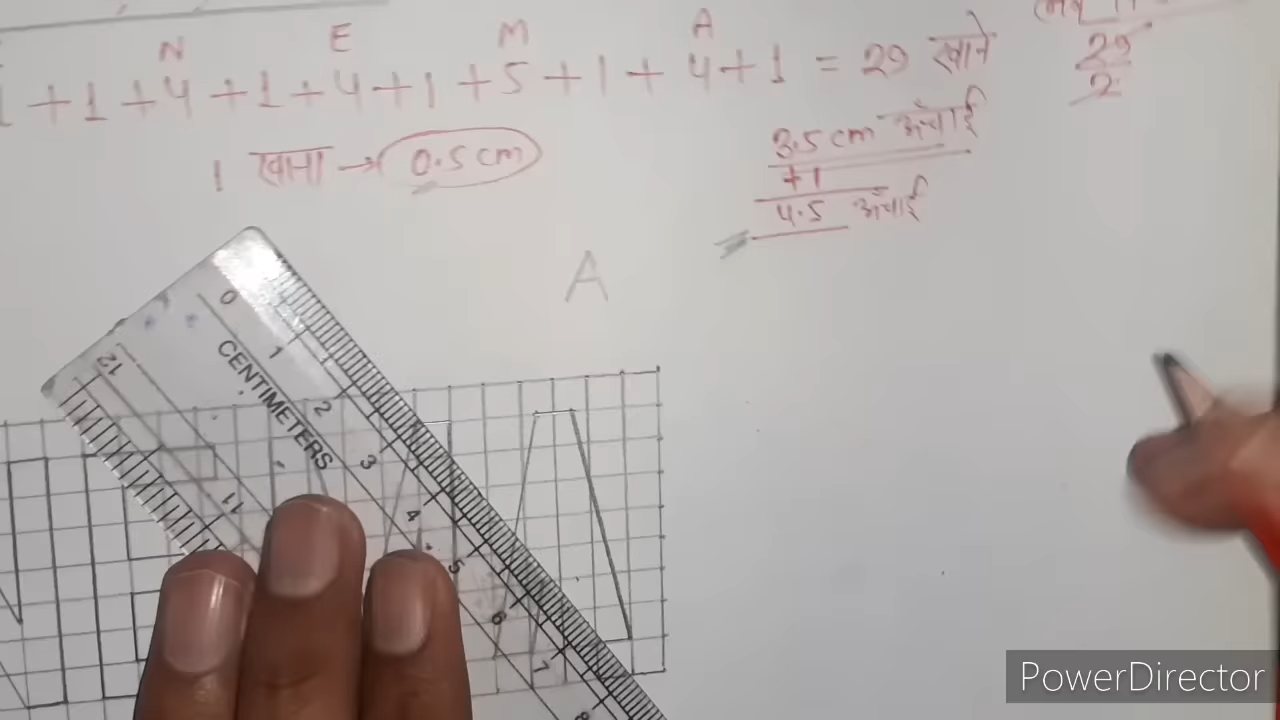 N E M A
1 + 1 + 4 + 1 + 4 + 1 + 5 + 1 + 4 + 1 = 29 खाने
29
2
1 खाना → 0.5 cm
3.5 cm ऊँचाई
+1
4.5 ऊँचाई
A
0 1 2 3 4 5 6 7 8
CENTIMETERS
12 11
PowerDirector